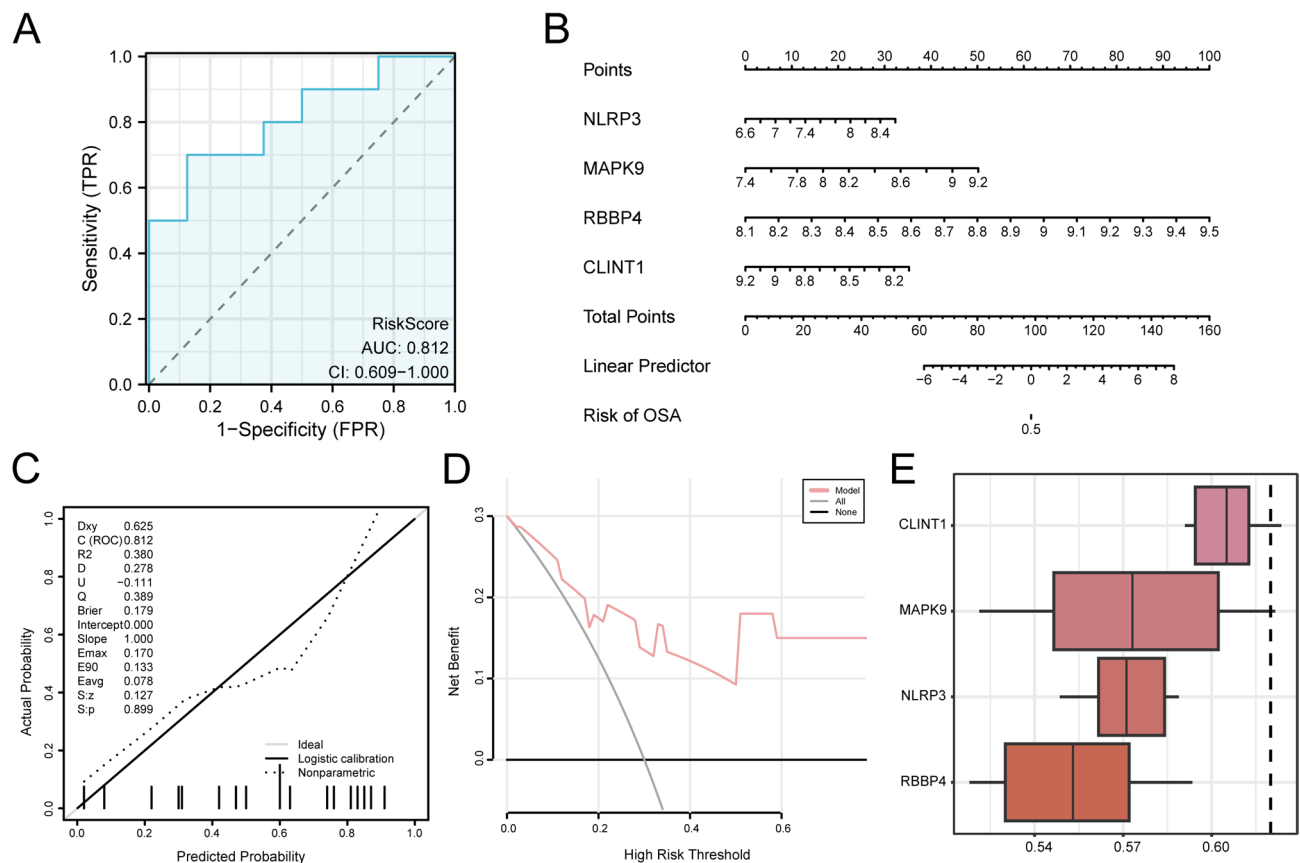 A
1.0
0.8
0.6
0.4
0.2
0.0
Sensitivity (TPR)
RiskScore
AUC: 0.812
CI: 0.609−1.000
0.0 0.2 0.4 0.6 0.8 1.0
1−Specificity (FPR)
B
Points
0 10 20 30 40 50 60 70 80 90 100
NLRP3
6.6 7 7.4 8 8.4
MAPK9
7.4 7.8 8 8.2 8.6 9 9.2
RBBP4
8.1 8.2 8.3 8.4 8.5 8.6 8.7 8.8 8.9 9 9.1 9.2 9.3 9.4 9.5
CLINT1
9.2 9 8.8 8.5 8.2
Total Points
0 20 40 60 80 100 120 140 160
Linear Predictor
−6 −4 −2 0 2 4 6 8
Risk of OSA
0.5
C
Dxy 0.625
C (ROC) 0.812
R2 0.380
D 0.278
U −0.111
Q 0.389
Brier 0.179
Intercept 0.000
Slope 1.000
Emax 0.170
E90 0.133
Eavg 0.078
S:z 0.127
S:p 0.899
Ideal
Logistic calibration
Nonparametric
1.0
0.8
0.6
0.4
0.2
0.0
Actual Probability
0.0 0.2 0.4 0.6 0.8 1.0
Predicted Probability
D
Model
All
None
0.3
0.2
0.1
0.0
Net Benefit
0.0 0.2 0.4 0.6
High Risk Threshold
E
CLINT1
MAPK9
NLRP3
RBBP4
0.54 0.57 0.60